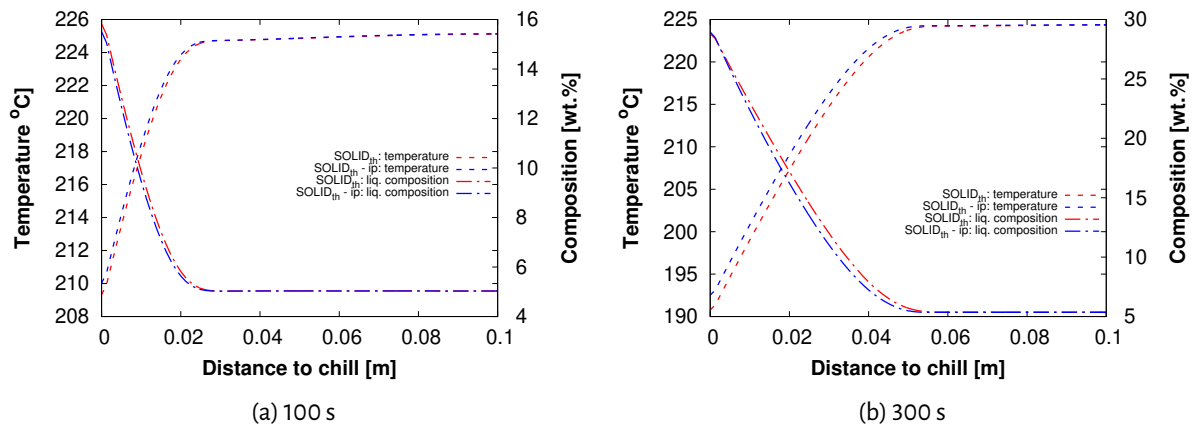 226
224
222
220
218
216
214
212
210
208
Temperature °C
16
14
12
10
8
6
4
Composition [wt.%]
SOLID_th: temperature
SOLID_th - ip: temperature
SOLID_th: liq. composition
SOLID_th - ip: liq. composition
0 0.02 0.04 0.06 0.08 0.1
Distance to chill [m]
(a) 100 s
225
220
215
210
205
200
195
190
Temperature °C
30
25
20
15
10
5
Composition [wt.%]
SOLID_th: temperature
SOLID_th - ip: temperature
SOLID_th: liq. composition
SOLID_th - ip: liq. composition
0 0.02 0.04 0.06 0.08 0.1
Distance to chill [m]
(b) 300 s